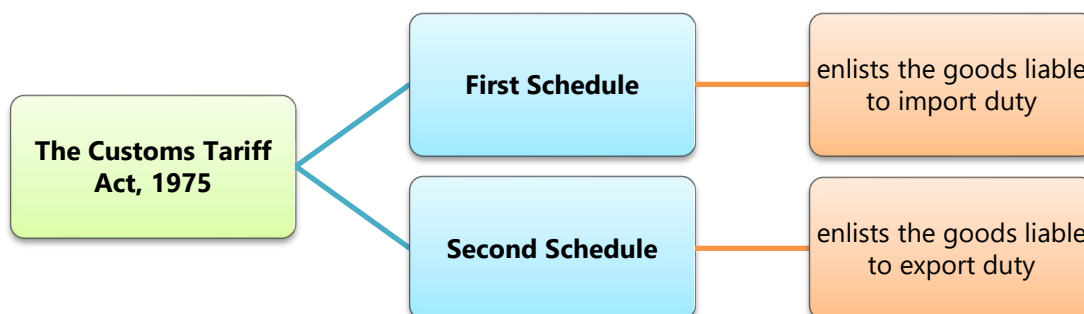 The Customs Tariff
Act, 1975
First Schedule
enlists the goods liable
to import duty
Second Schedule
enlists the goods liable
to export duty